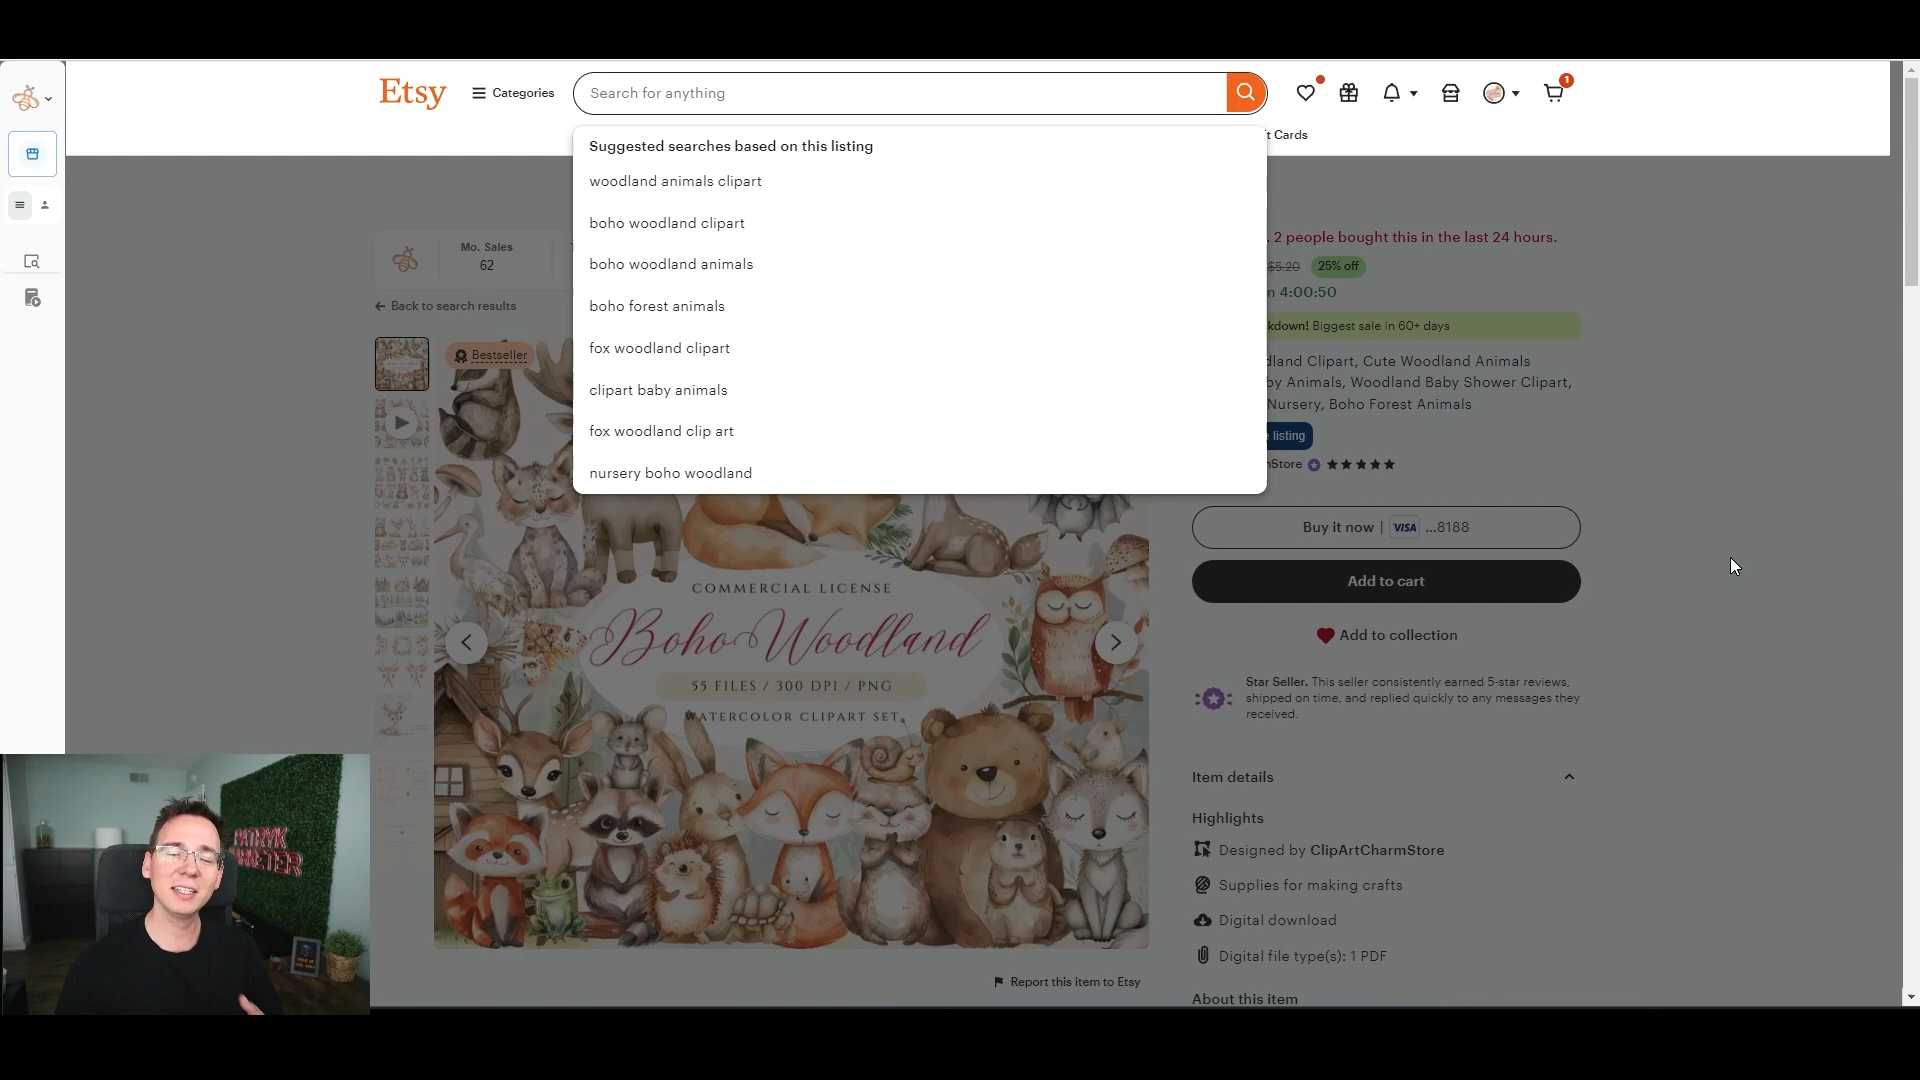 Etsy
Categories
Search for anything
1
t Cards
Suggested searches based on this listing
woodland animals clipart
boho woodland clipart
boho woodland animals
boho forest animals
fox woodland clipart
clipart baby animals
fox woodland clip art
nursery boho woodland
Mo. Sales
62
Back to search results
Bestseller
. 2 people bought this in the last 24 hours.
$5.20 25% off
n 4:00:50
kdown! Biggest sale in 60+ days
dland Clipart, Cute Woodland Animals
by Animals, Woodland Baby Shower Clipart,
Nursery, Boho Forest Animals
e listing
nStore
Buy it now | VISA ...8188
Add to cart
Add to collection
Star Seller. This seller consistently earned 5-star reviews,
shipped on time, and replied quickly to any messages they
received.
Item details
Highlights
Designed by ClipArtCharmStore
Supplies for making crafts
Digital download
Digital file type(s): 1 PDF
About this item
COMMERCIAL LICENSE
Boho Woodland
55 FILES / 300 DPI / PNG
WATERCOLOR CLIPART SET
Report this item to Etsy
PATRYK